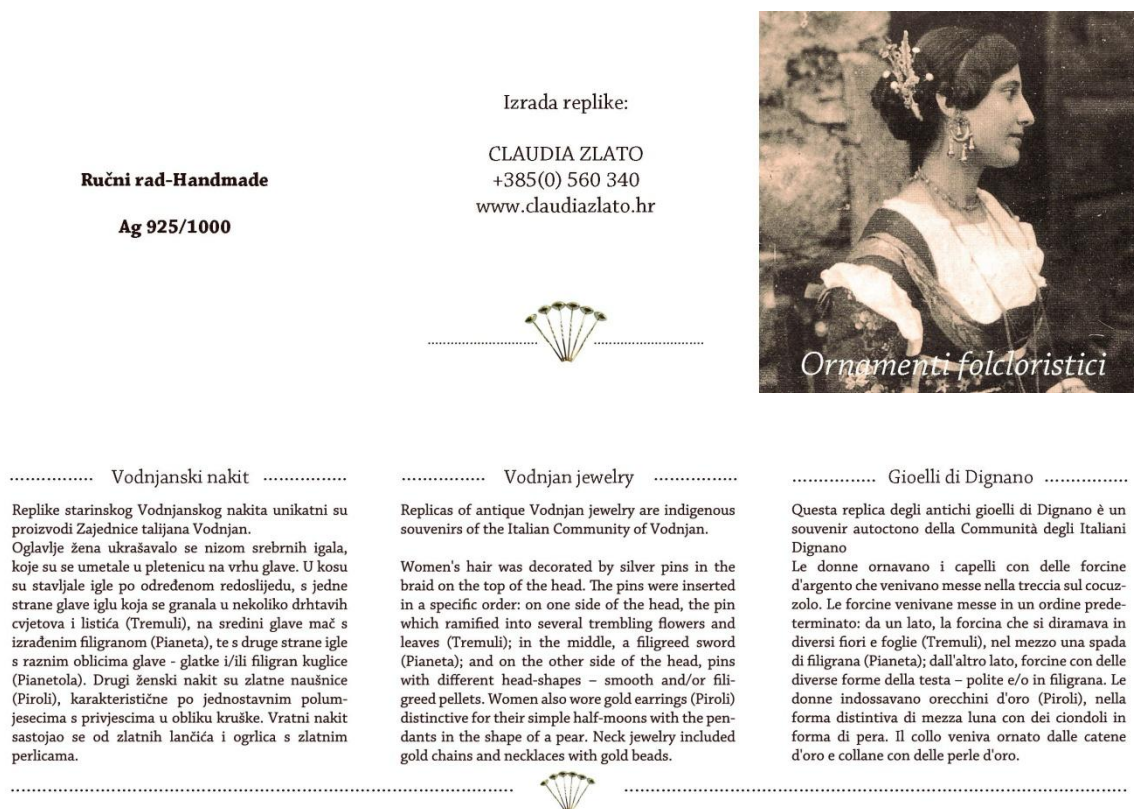 Ručni rad-Handmade
Ag 925/1000
Izrada replike:
CLAUDIA ZLATO
+385(0) 560 340
www.claudiazlato.hr
Ornamenti folcloristici
Vodnjanski nakit
Replike starinskog Vodnjanskog nakita unikatni su
proizvodi Zajednice talijana Vodnjan.
Oglavlje žena ukrašavalo se nizom srebrnih igala,
koje su se umetale u pletenicu na vrhu glave. U kosu
su stavljale igle po određenom redoslijedu, s jedne
strane glave iglu koja se granala u nekoliko drhtavih
cvjetova i listića (Tremuli), na sredini glave mač s
izrađenim filigranom (Pianeta), te s druge strane igle
s raznim oblicima glave - glatke i/ili filigran kuglice
(Pianetola). Drugi ženski nakit su zlatne naušnice
(Piroli), karakteristične po jednostavnim polum-
jesecima s privjescima u obliku kruške. Vratni nakit
sastojao se od zlatnih lančića i ogrlica s zlatnim
perlicama.
Vodnjan jewelry
Replicas of antique Vodnjan jewelry are indigenous
souvenirs of the Italian Community of Vodnjan.
Women's hair was decorated by silver pins in the
braid on the top of the head. The pins were inserted
in a specific order: on one side of the head, the pin
which ramified into several trembling flowers and
leaves (Tremuli); in the middle, a filigreed sword
(Pianeta); and on the other side of the head, pins
with different head-shapes – smooth and/or fili-
greed pellets. Women also wore gold earrings (Piroli)
distinctive for their simple half-moons with the pen-
dants in the shape of a pear. Neck jewelry included
gold chains and necklaces with gold beads.
Gioelli di Dignano
Questa replica degli antichi gioelli di Dignano è un
souvenir autoctono della Communità degli Italiani
Dignano
Le donne ornavano i capelli con delle forcine
d'argento che venivano messe nella treccia sul cocuz-
zolo. Le forcine venivane messe in un ordine prede-
terminato: da un lato, la forcina che si diramava in
diversi fiori e foglie (Tremuli), nel mezzo una spada
di filigrana (Pianeta); dall'altro lato, forcine con delle
diverse forme della testa – polite e/o in filigrana. Le
donne indossavano orecchini d'oro (Piroli), nella
forma distintiva di mezza luna con dei ciondoli in
forma di pera. Il collo veniva ornato dalle catene
d'oro e collane con delle perle d'oro.